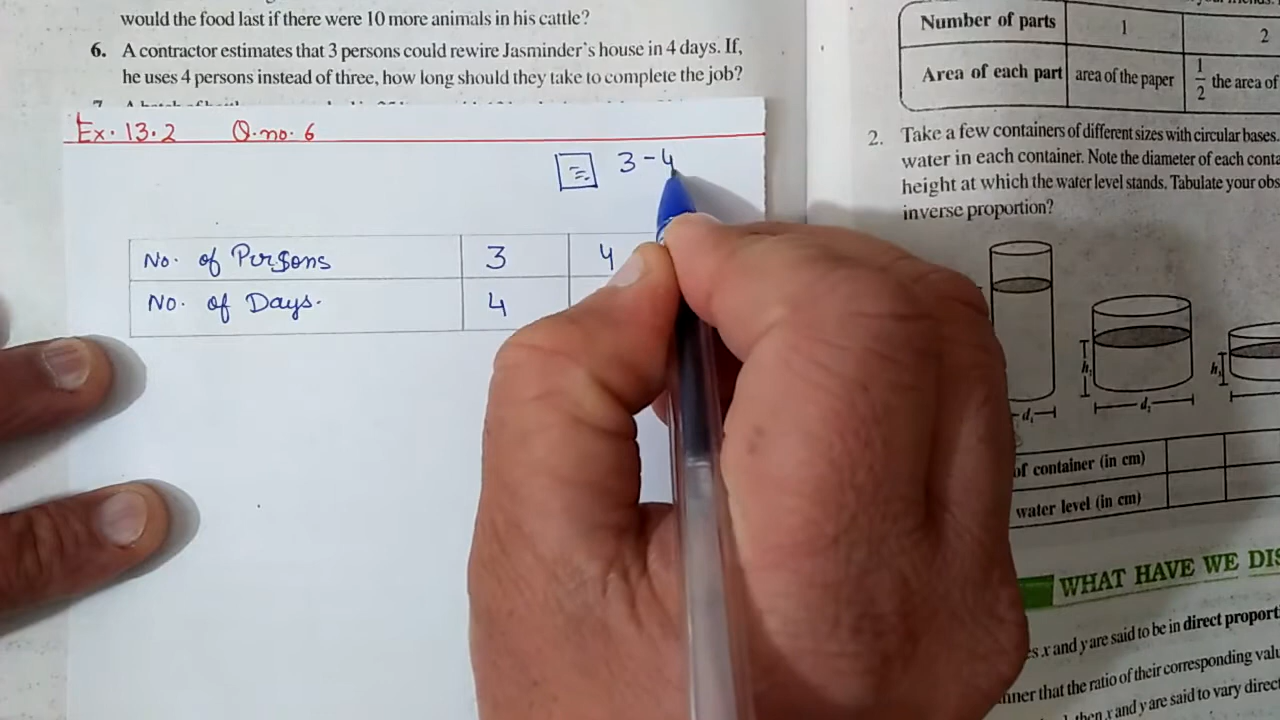 would the food last if there were 10 more animals in his cattle?
6. A contractor estimates that 3 persons could rewire Jasminder's house in 4 days. If,
he uses 4 persons instead of three, how long should they take to complete the job?
Ex. 13.2 Q.no. 6
3-4
No. of Persons 3 4
No. of Days. 4
Number of parts 1 2
Area of each part area of the paper 1/2 the area of
2. Take a few containers of different sizes with circular bases.
water in each container. Note the diameter of each
height at which the water level stands. Tabulate your
inverse proportion?
of container (in cm)
water level (in cm)
WHAT HAVE WE
x and y are said to be in direct
that the ratio of their corresponding
then x and y are said to vary